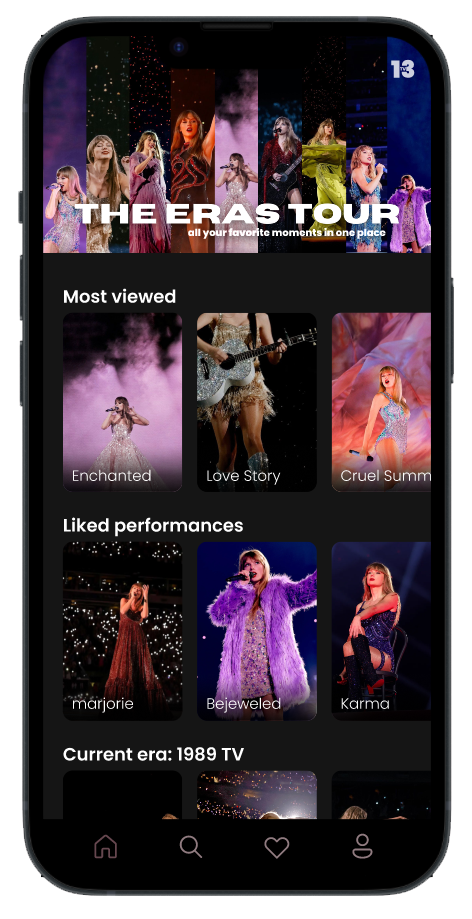 13
THE ERAS TOUR
all your favorite moments in one place
Most viewed
Enchanted
Love Story
Cruel Summ
Liked performances
marjorie
Bejeweled
Karma
Current era: 1989 TV